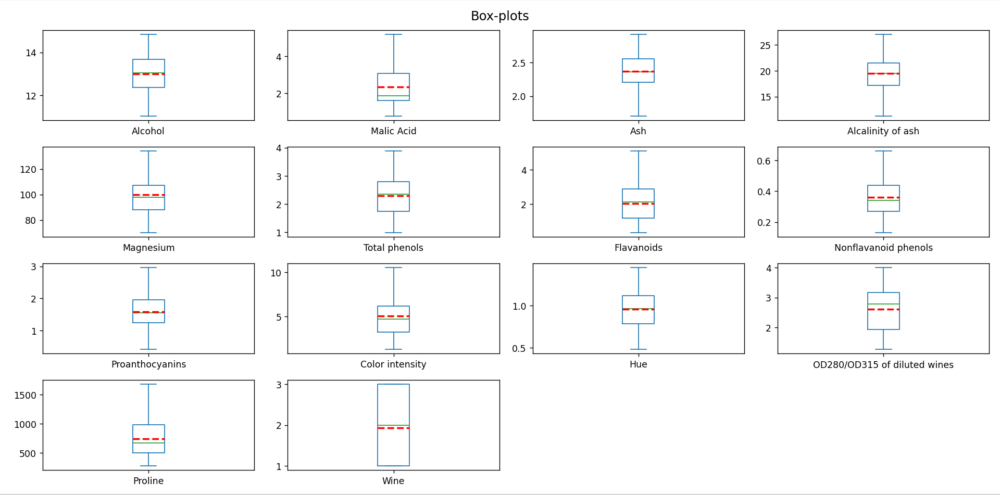 Box-plots
14
12
Alcohol
4
2
Malic Acid
2.5
2.0
Ash
25
20
15
Alcalinity of ash
120
100
80
Magnesium
4
3
2
1
Total phenols
4
2
Flavanoids
0.6
0.4
0.2
Nonflavanoid phenols
3
2
1
Proanthocyanins
10
5
Color intensity
1.0
0.5
Hue
4
3
2
OD280/OD315 of diluted wines
1500
1000
500
Proline
3
2
1
Wine